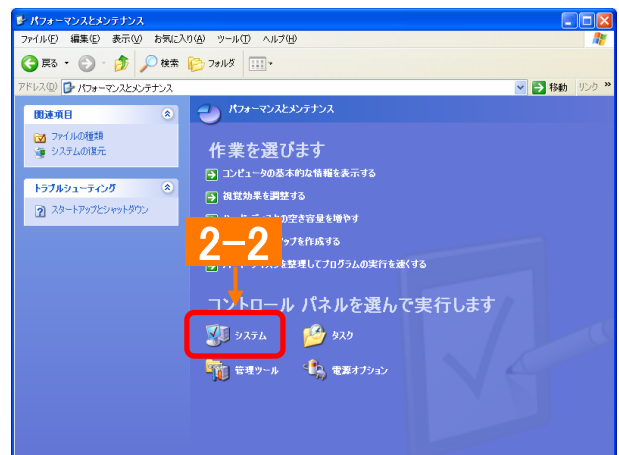 パフォーマンスとメンテナンス
ファイル(F) 編集(E) 表示(V) お気に入り(A) ツール(T) ヘルプ(H)
戻る 検索 フォルダ
アドレス(D) パフォーマンスとメンテナンス 移動 リンク »
関連項目
ファイルの種類
システムの復元
トラブルシューティング
スタートアップとシャットダウン
パフォーマンスとメンテナンス
作業を選びます
コンピュータの基本的な情報を表示する
視覚効果を調整する
の空き容量を増やす
アップを作成する
を整理してプログラムの実行を速くする
2-2
コントロール パネルを選んで実行します
システム タスク
管理ツール 電源オプション